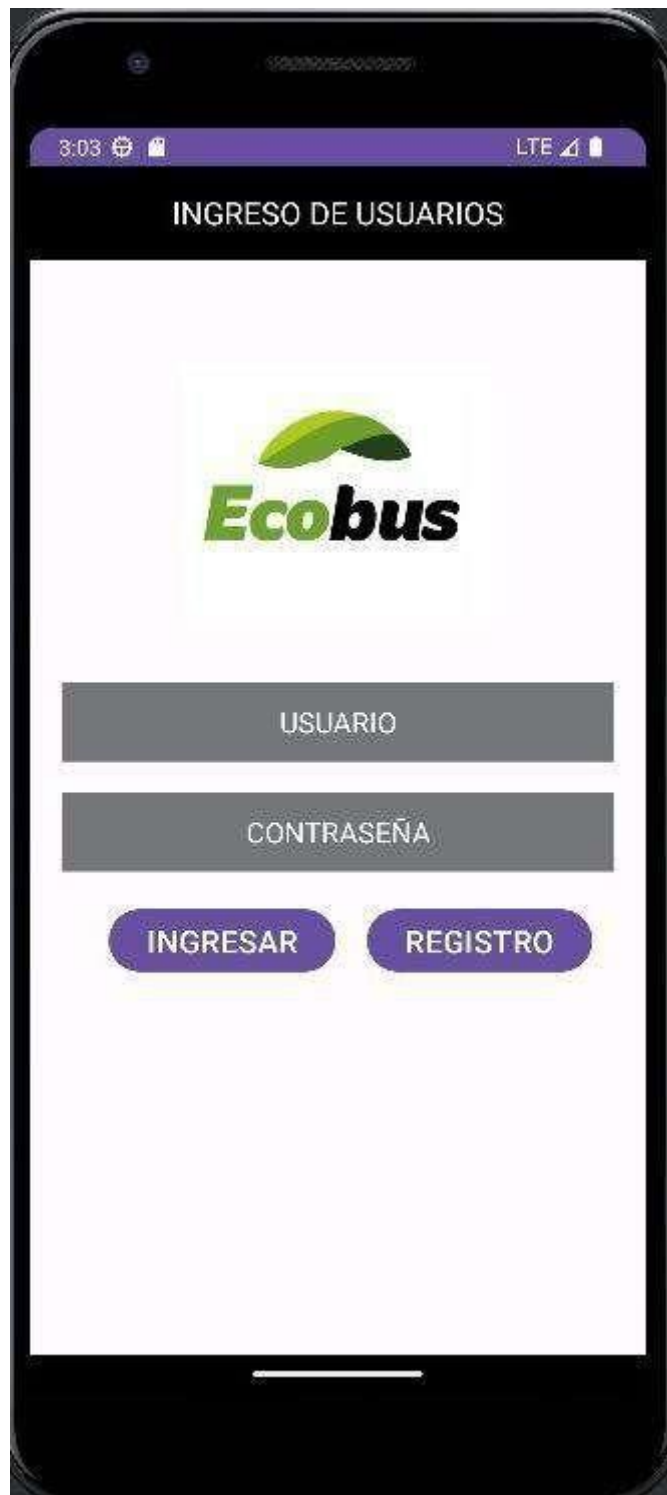 3:03 LTE
INGRESO DE USUARIOS
Ecobus
USUARIO
CONTRASEÑA
INGRESAR REGISTRO